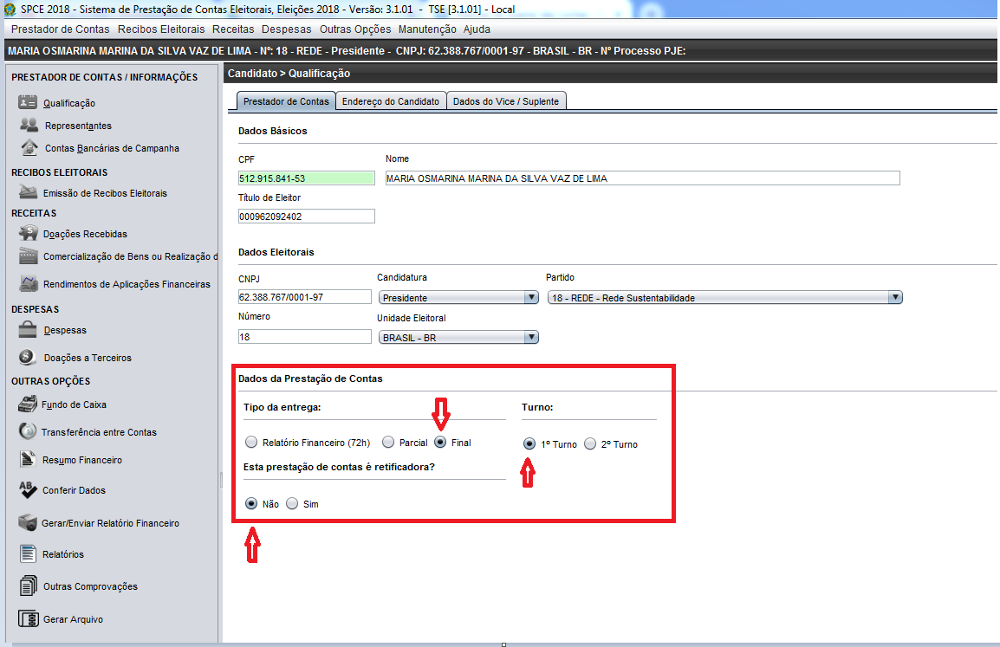 SPCE 2018 - Sistema de Prestação de Contas Eleitorais, Eleições 2018 - Versão: 3.1.01 - TSE [3.1.01] - Local
Prestador de Contas Recibos Eleitorais Receitas Despesas Outras Opções Manutenção Ajuda
MARIA OSMARINA MARINA DA SILVA VAZ DE LIMA - Nº: 18 - REDE - Presidente - CNPJ: 62.388.767/0001-97 - BRASIL - BR - Nº Processo PJE:
PRESTADOR DE CONTAS / INFORMAÇÕES
Qualificação
Representantes
Contas Bancárias de Campanha
RECIBOS ELEITORAIS
Emissão de Recibos Eleitorais
RECEITAS
Doações Recebidas
Comercialização de Bens ou Realização d
Rendimentos de Aplicações Financeiras
DESPESAS
Despesas
Doações a Terceiros
OUTRAS OPÇÕES
Fundo de Caixa
Transferência entre Contas
Resumo Financeiro
Conferir Dados
Gerar/Enviar Relatório Financeiro
Relatórios
Outras Comprovações
Gerar Arquivo
Candidato > Qualificação
Prestador de Contas Endereço do Candidato Dados do Vice / Suplente
Dados Básicos
CPF Nome
512.915.841-53 MARIA OSMARINA MARINA DA SILVA VAZ DE LIMA
Título de Eleitor
000962092402
Dados Eleitorais
CNPJ Candidatura Partido
62.388.767/0001-97 Presidente 18 - REDE - Rede Sustentabilidade
Número Unidade Eleitoral
18 BRASIL - BR
Dados da Prestação de Contas
Tipo da entrega: Turno:
Relatório Financeiro (72h) Parcial Final 1º Turno 2º Turno
Esta prestação de contas é retificadora?
Não Sim